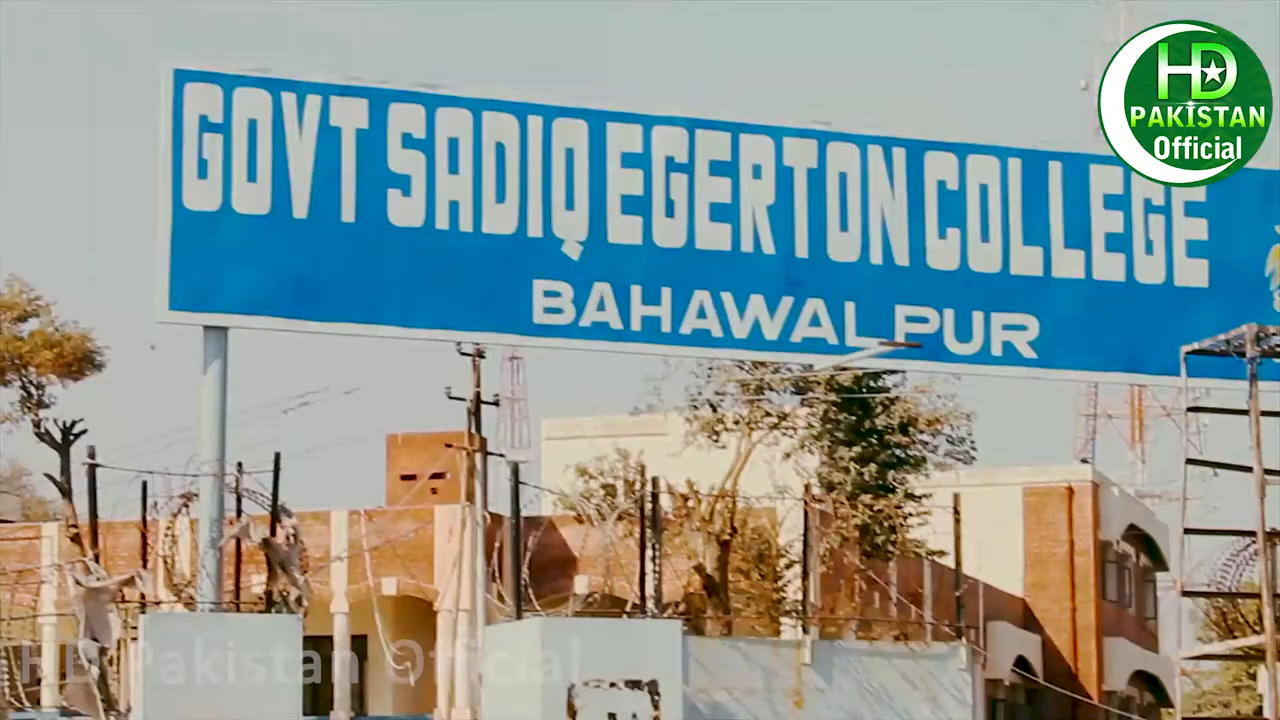 GOVT SADIQ EGERTON COLLEGE
BAHAWALPUR
HD
PAKISTAN
Official
HD Pakistan Official